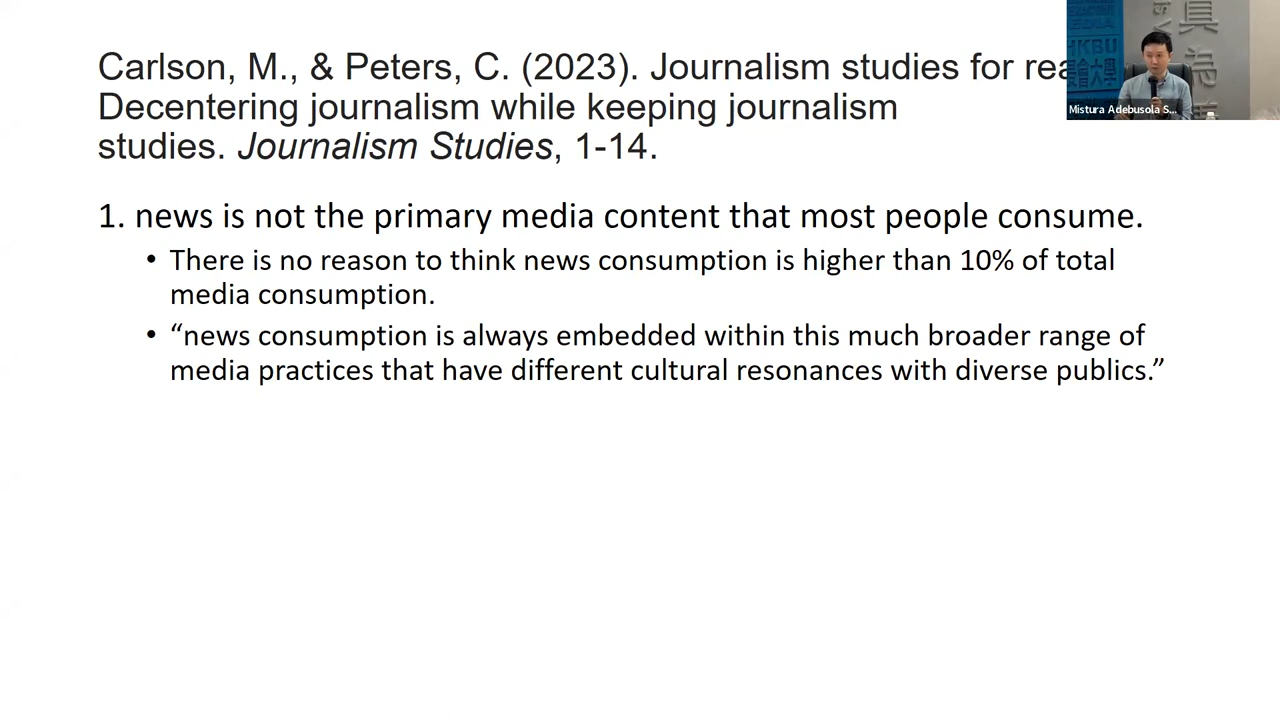 Carlson, M., & Peters, C. (2023). Journalism studies for rea
Decentering journalism while keeping journalism
studies. Journalism Studies, 1-14.
1. news is not the primary media content that most people consume.
• There is no reason to think news consumption is higher than 10% of total
media consumption.
• “news consumption is always embedded within this much broader range of
media practices that have different cultural resonances with diverse publics.”
HKBU
Mistura Adebusola S...